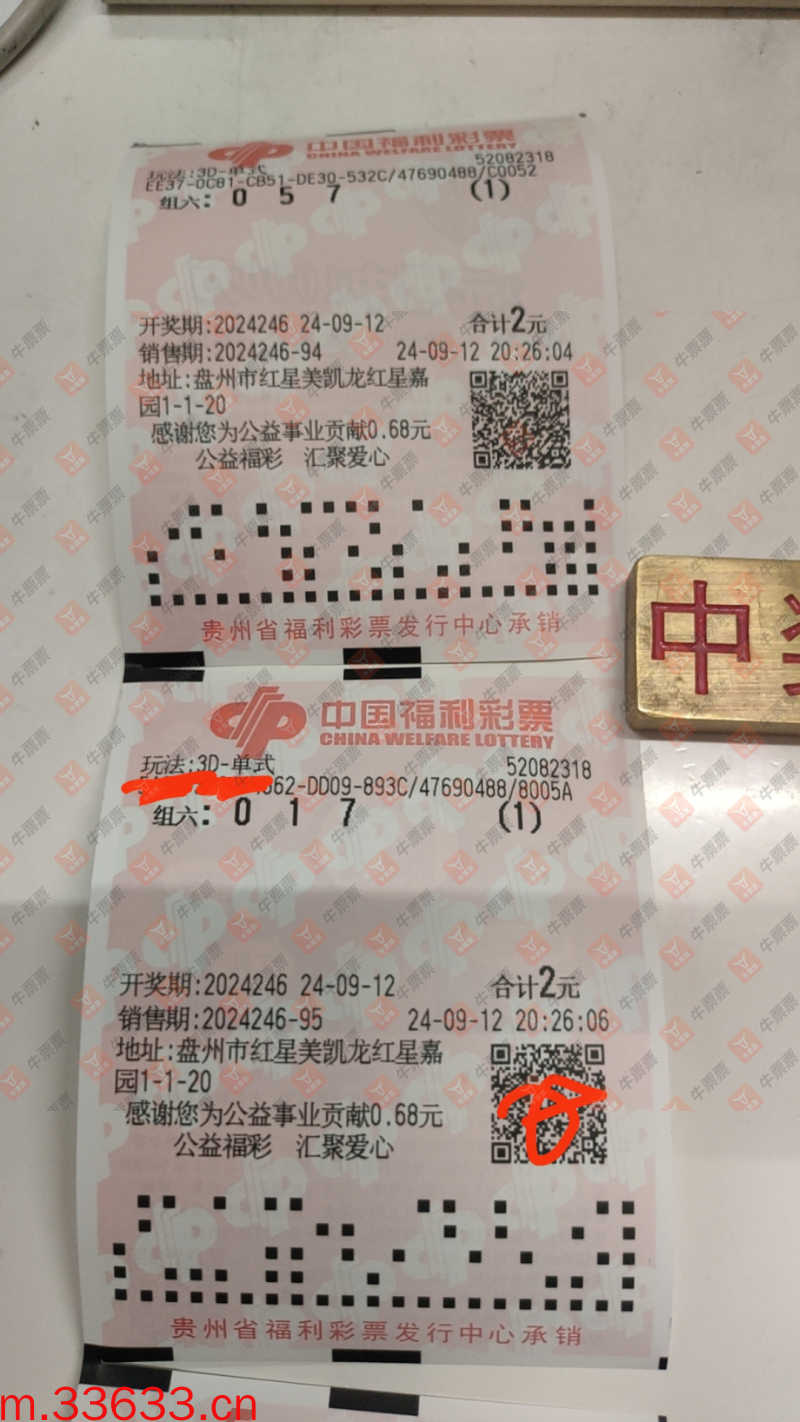 中国福利彩票
CHINA WELFARE LOTTERY
玩法:3D-单式 52082318
EE37-0C81-CB51-DE30-532C/47690488/C0052
组六: 0 5 7 (1)
开奖期:2024246 24-09-12 合计2元
销售期:2024246-94 24-09-12 20:26:04
地址:盘州市红星美凯龙红星嘉
园1-1-20
感谢您为公益事业贡献0.68元
公益福彩 汇聚爱心
贵州省福利彩票发行中心承销
中
中国福利彩票
CHINA WELFARE LOTTERY
玩法:3D-单式 52082318
62-DD09-893C/47690488/8005A
组六: 0 1 7 (1)
开奖期:2024246 24-09-12 合计2元
销售期:2024246-95 24-09-12 20:26:06
地址:盘州市红星美凯龙红星嘉
园1-1-20
感谢您为公益事业贡献0.68元
公益福彩 汇聚爱心
贵州省福利彩票发行中心承销
m.33633.cn
牛票票